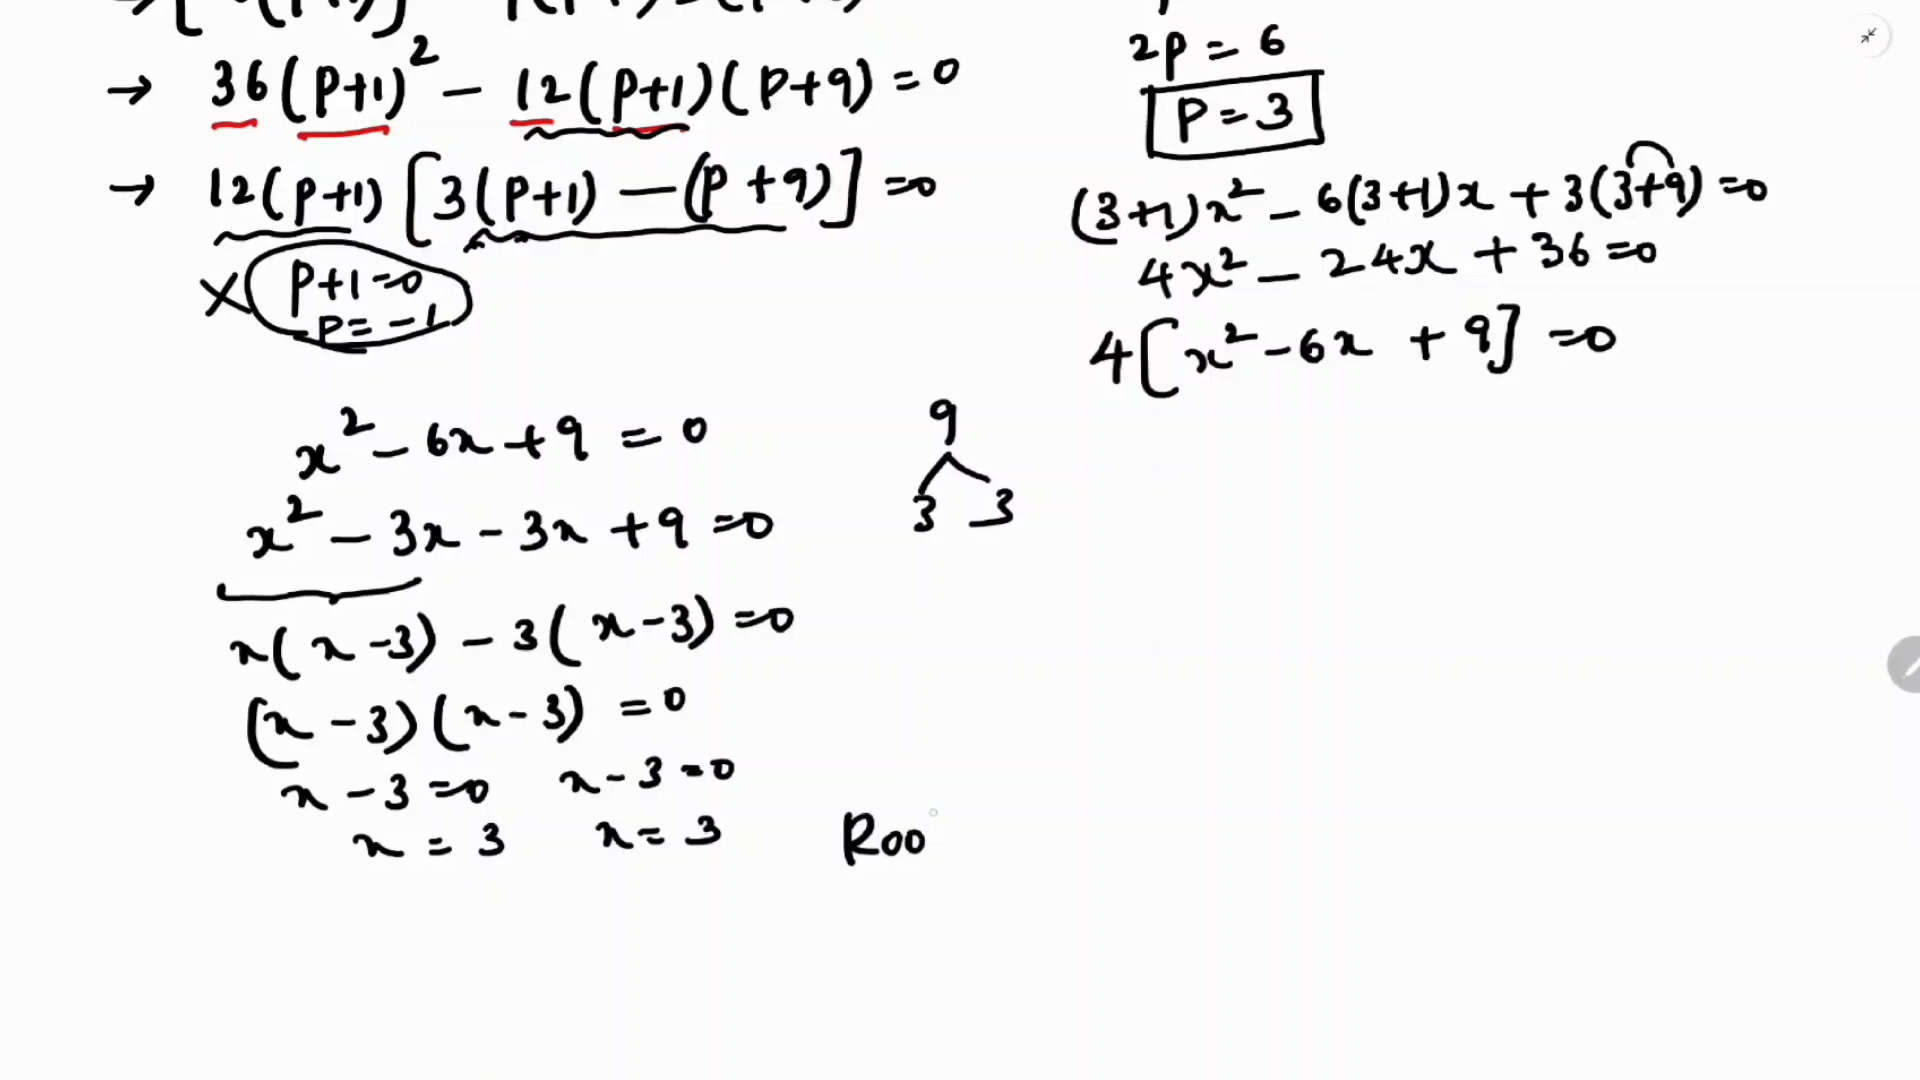 → 36(p+1)² - 12(p+1)(p+9) = 0
→ 12(p+1)[3(p+1) - (p+9)] = 0
p+1=0
p=-1
2p = 6
p = 3
(3+1)x² - 6(3+1)x + 3(3+9) = 0
4x² - 24x + 36 = 0
4[x² - 6x + 9] = 0
x² - 6x + 9 = 0
x² - 3x - 3x + 9 = 0
9
3 3
x(x-3) - 3(x-3) = 0
(x-3)(x-3) = 0
x-3=0 x-3=0
x = 3 x = 3 Roo